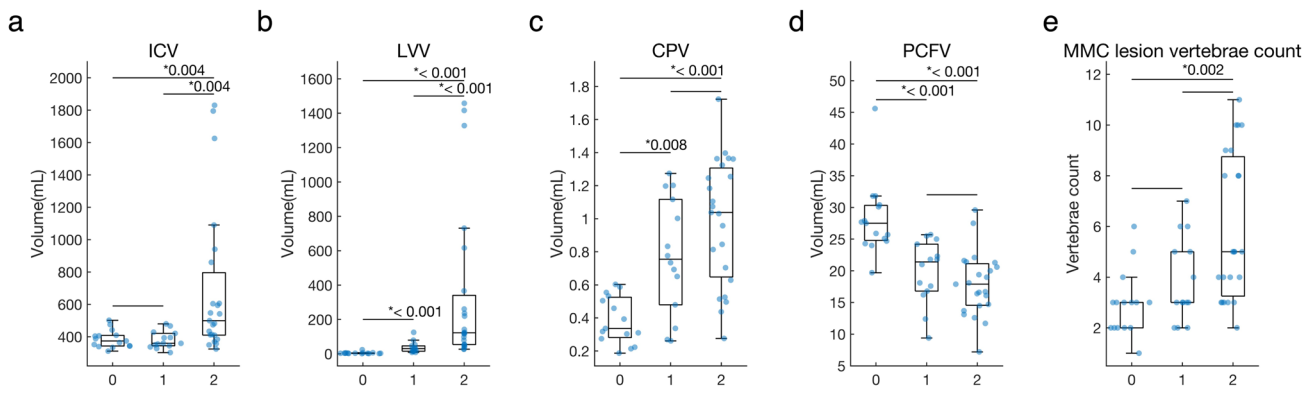 a
ICV
Volume(mL)
2000
1800
1600
1400
1200
1000
800
600
400
*0.004
*0.004
0 1 2
b
LVV
Volume(mL)
1600
1400
1200
1000
800
600
400
200
0
*< 0.001
*< 0.001
*< 0.001
0 1 2
c
CPV
Volume(mL)
1.8
1.6
1.4
1.2
1
0.8
0.6
0.4
0.2
*< 0.001
*0.008
0 1 2
d
PCFV
Volume(mL)
50
45
40
35
30
25
20
15
10
5
*< 0.001
*< 0.001
0 1 2
e
MMC lesion vertebrae count
Vertebrae count
12
10
8
6
4
2
*0.002
0 1 2